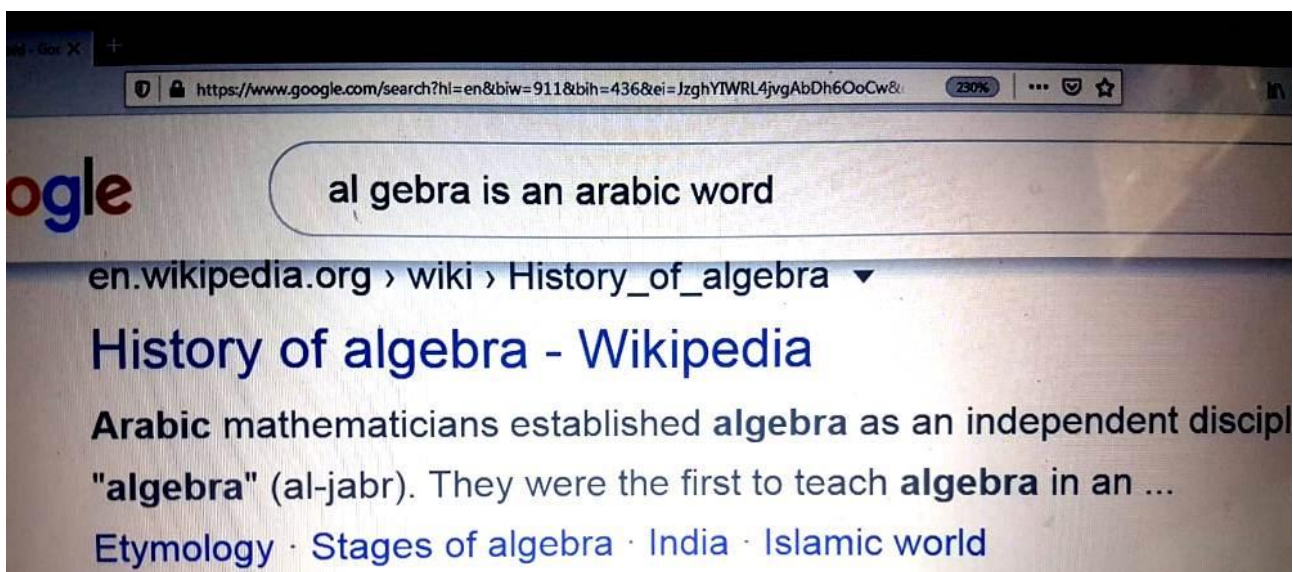 https://www.google.com/search?hl=en&biw=911&bih=436&ei=JzghYIWRL4jvgAbDh6OoCw& 230%
ogle al gebra is an arabic word
en.wikipedia.org › wiki › History_of_algebra
History of algebra - Wikipedia
Arabic mathematicians established algebra as an independent discipl
"algebra" (al-jabr). They were the first to teach algebra in an ...
Etymology · Stages of algebra · India · Islamic world